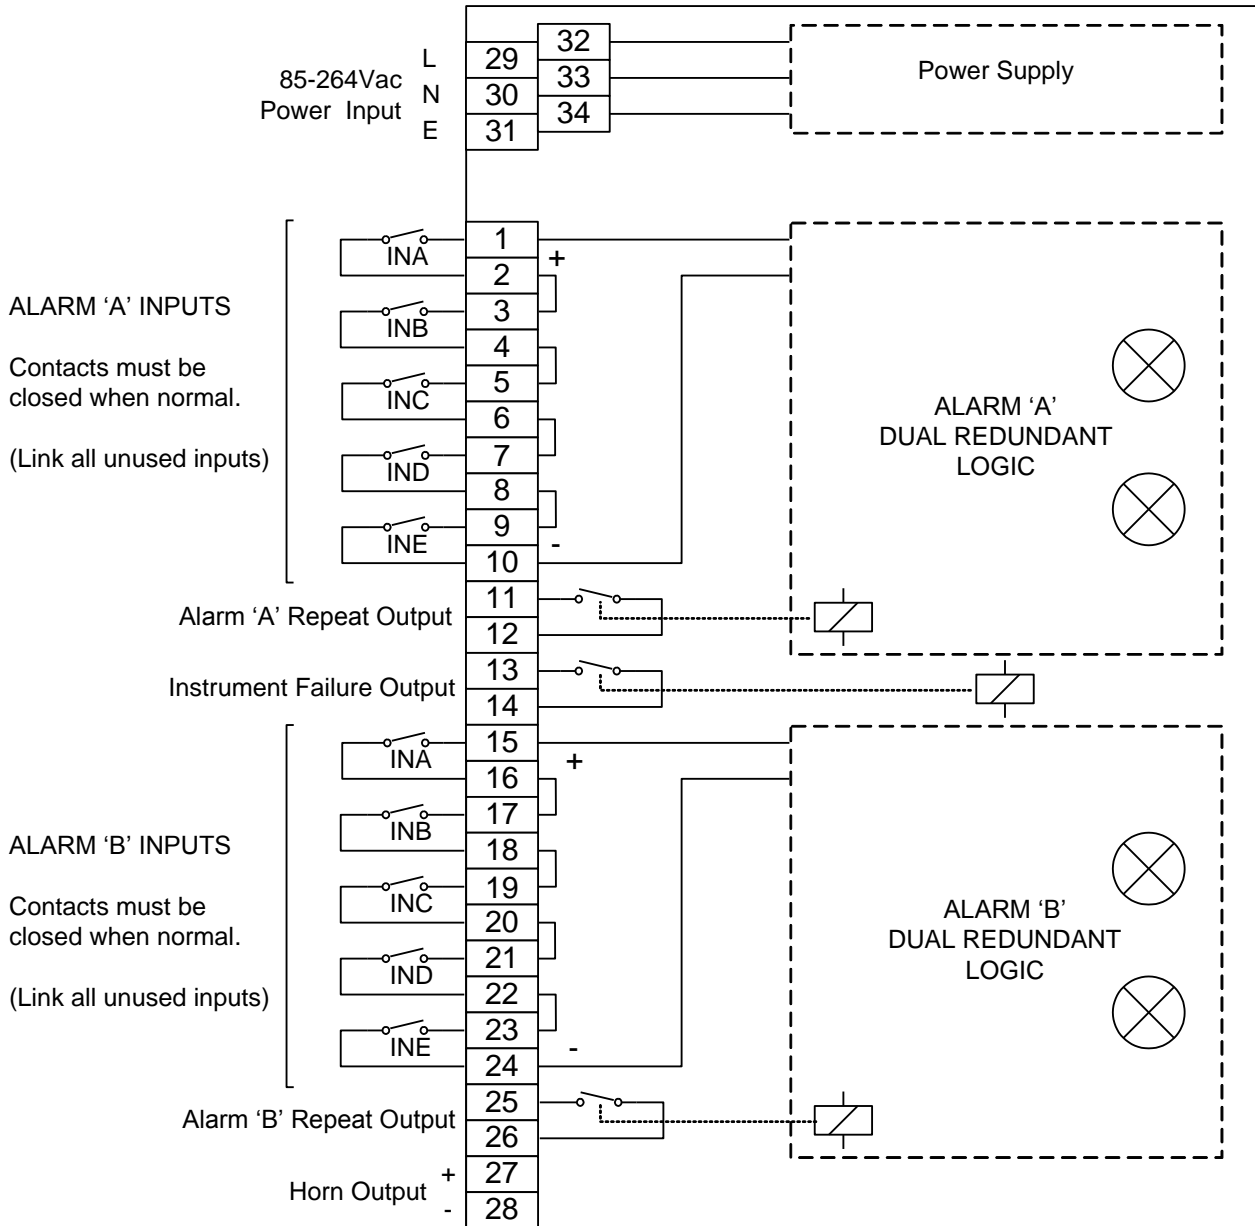 32
L
29
Power Supply
85-264Vac
33
N
30
Power Input
34
E
31
1
INA
+
2
ALARM ‘A’ INPUTS
3
INB
4
Contacts must be
closed when normal.
5
INC
6
ALARM ‘A’
DUAL REDUNDANT
LOGIC
(Link all unused inputs)
7
IND
8
9
INE
-
10
11
Alarm ‘A’ Repeat Output
12
13
Instrument Failure Output
14
15
INA
+
16
17
INB
ALARM ‘B’ INPUTS
18
19
INC
Contacts must be
closed when normal.
20
ALARM ‘B’
DUAL REDUNDANT
LOGIC
21
IND
(Link all unused inputs)
22
23
INE
-
24
25
Alarm ‘B’ Repeat Output
26
+
27
Horn Output
-
28